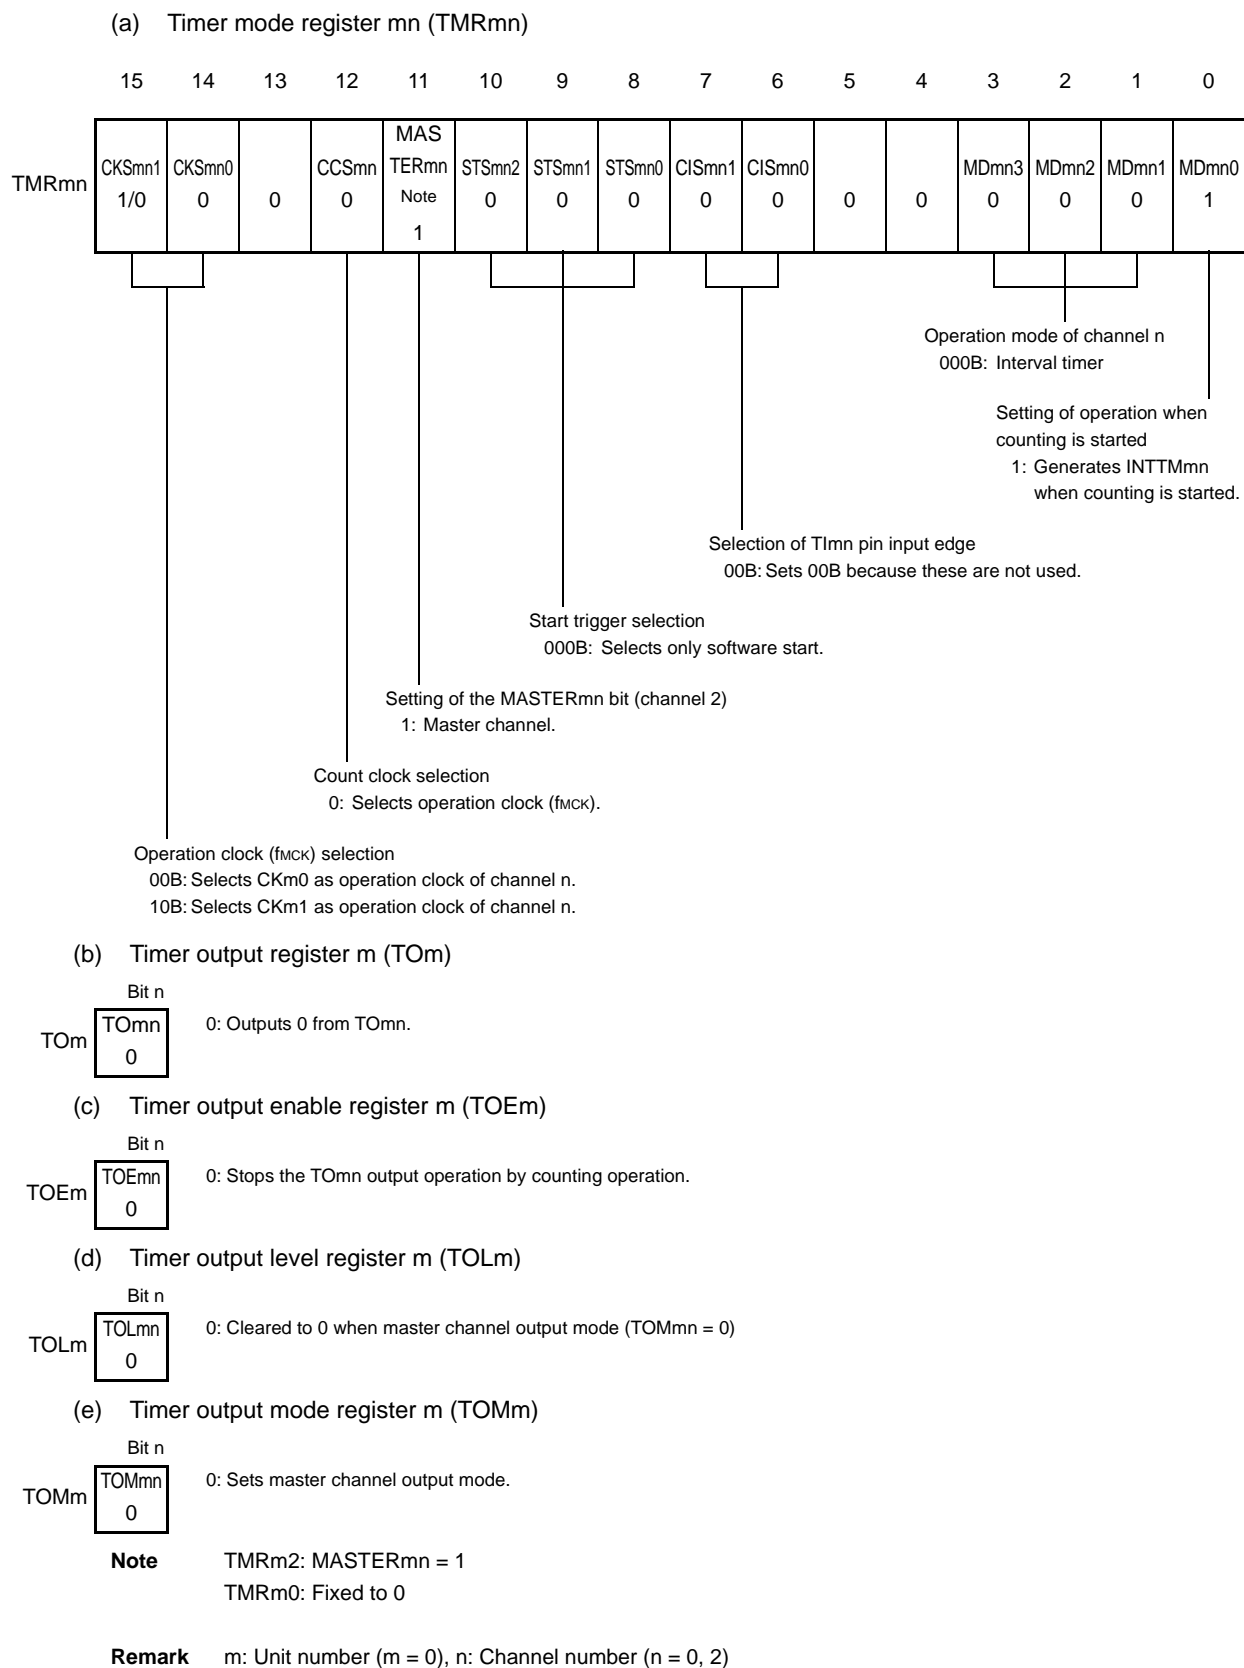 (a) Timer mode register mn (TMRmn)
15 14 13 12 11 10 9 8 7 6 5 4 3 2 1 0
TMRmn CKSmn1 CKSmn0 CCSmn MAS TERmn Note STSmn2 STSmn1 STSmn0 CISmn1 CISmn0 MDmn3 MDmn2 MDmn1 MDmn0
1/0 0 0 0 1 0 0 0 0 0 0 0 0 0 0 1
Operation mode of channel n
000B: Interval timer
Setting of operation when
counting is started
1: Generates INTTMmn
when counting is started.
Selection of TImn pin input edge
00B: Sets 00B because these are not used.
Start trigger selection
000B: Selects only software start.
Setting of the MASTERmn bit (channel 2)
1: Master channel.
Count clock selection
0: Selects operation clock (fMCK).
Operation clock (fMCK) selection
00B: Selects CKm0 as operation clock of channel n.
10B: Selects CKm1 as operation clock of channel n.
(b) Timer output register m (TOm)
Bit n
TOm TOmn 0: Outputs 0 from TOmn.
0
(c) Timer output enable register m (TOEm)
Bit n
TOEm TOEmn 0: Stops the TOmn output operation by counting operation.
0
(d) Timer output level register m (TOLm)
Bit n
TOLm TOLmn 0: Cleared to 0 when master channel output mode (TOMmn = 0)
0
(e) Timer output mode register m (TOMm)
Bit n
TOMm TOMmn 0: Sets master channel output mode.
0
Note TMRm2: MASTERmn = 1
TMRm0: Fixed to 0
Remark m: Unit number (m = 0), n: Channel number (n = 0, 2)